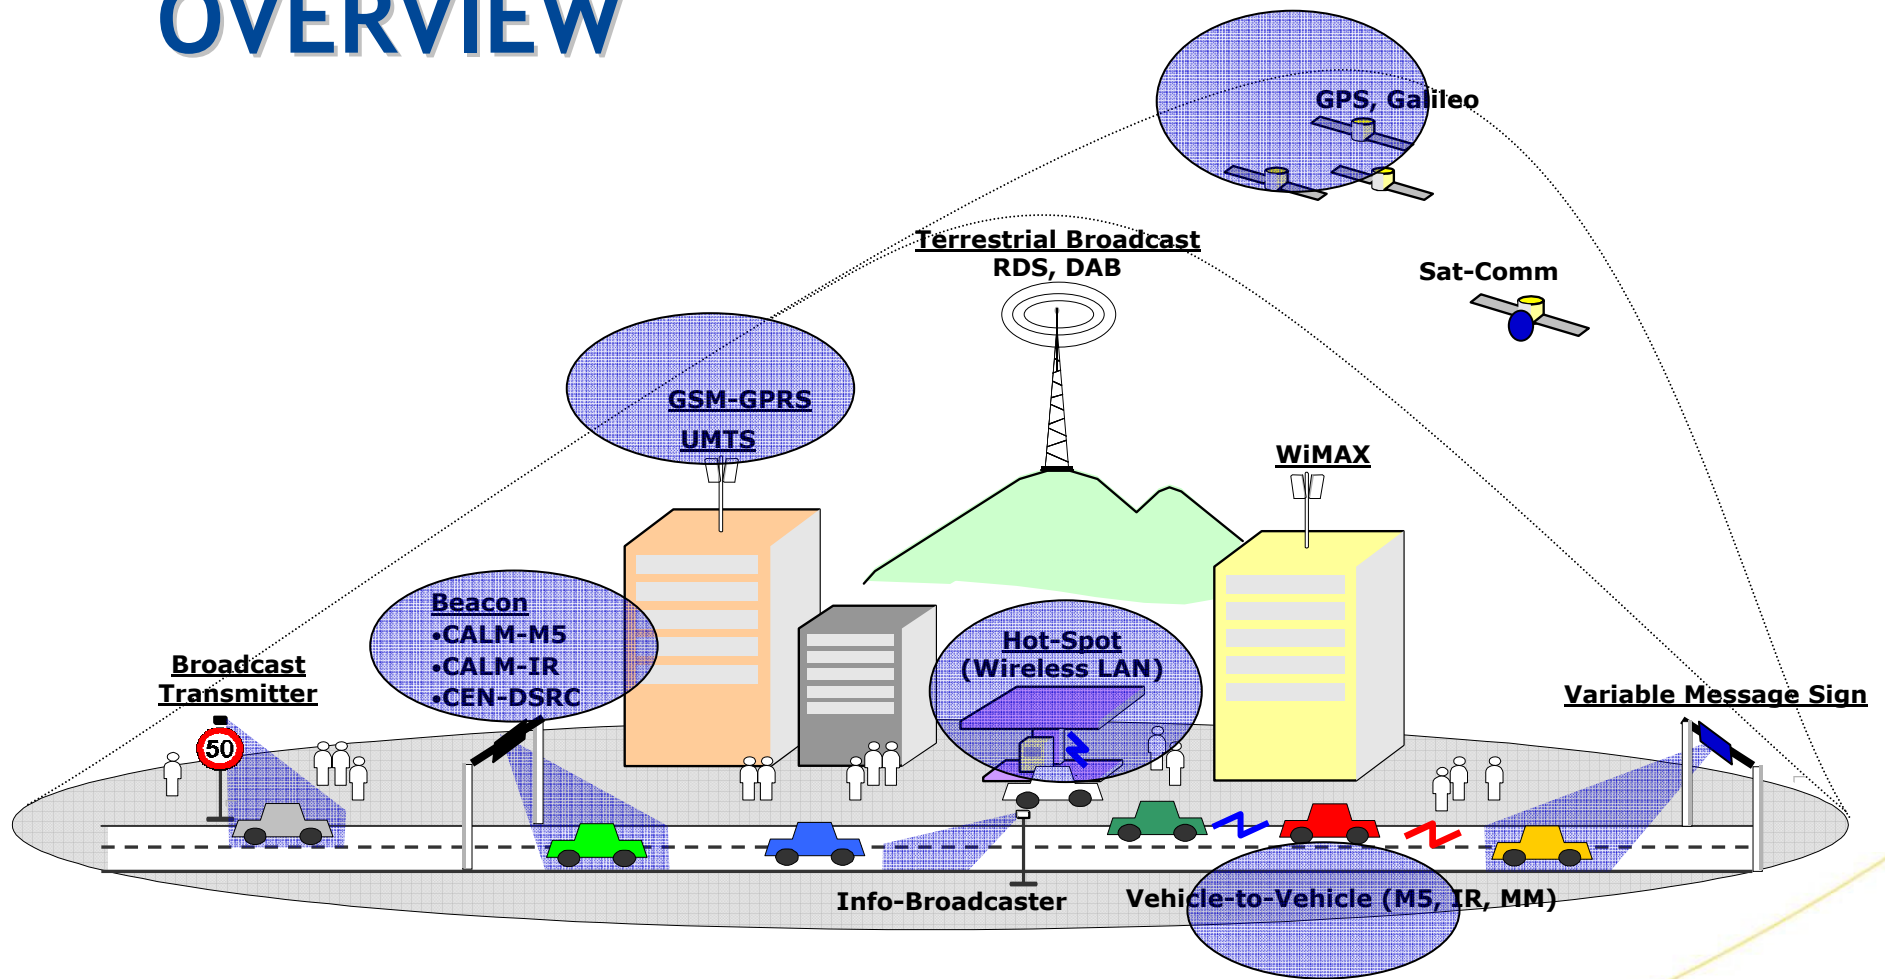 OVERVIEW
GPS, Galileo
Terrestrial Broadcast
RDS, DAB
Sat-Comm
GSM-GPRS
UMTS
WiMAX
Beacon
•CALM-M5
•CALM-IR
•CEN-DSRC
Hot-Spot
(Wireless LAN)
Broadcast
Transmitter
Variable Message Sign
50
Info-Broadcaster
Vehicle-to-Vehicle (M5, IR, MM)